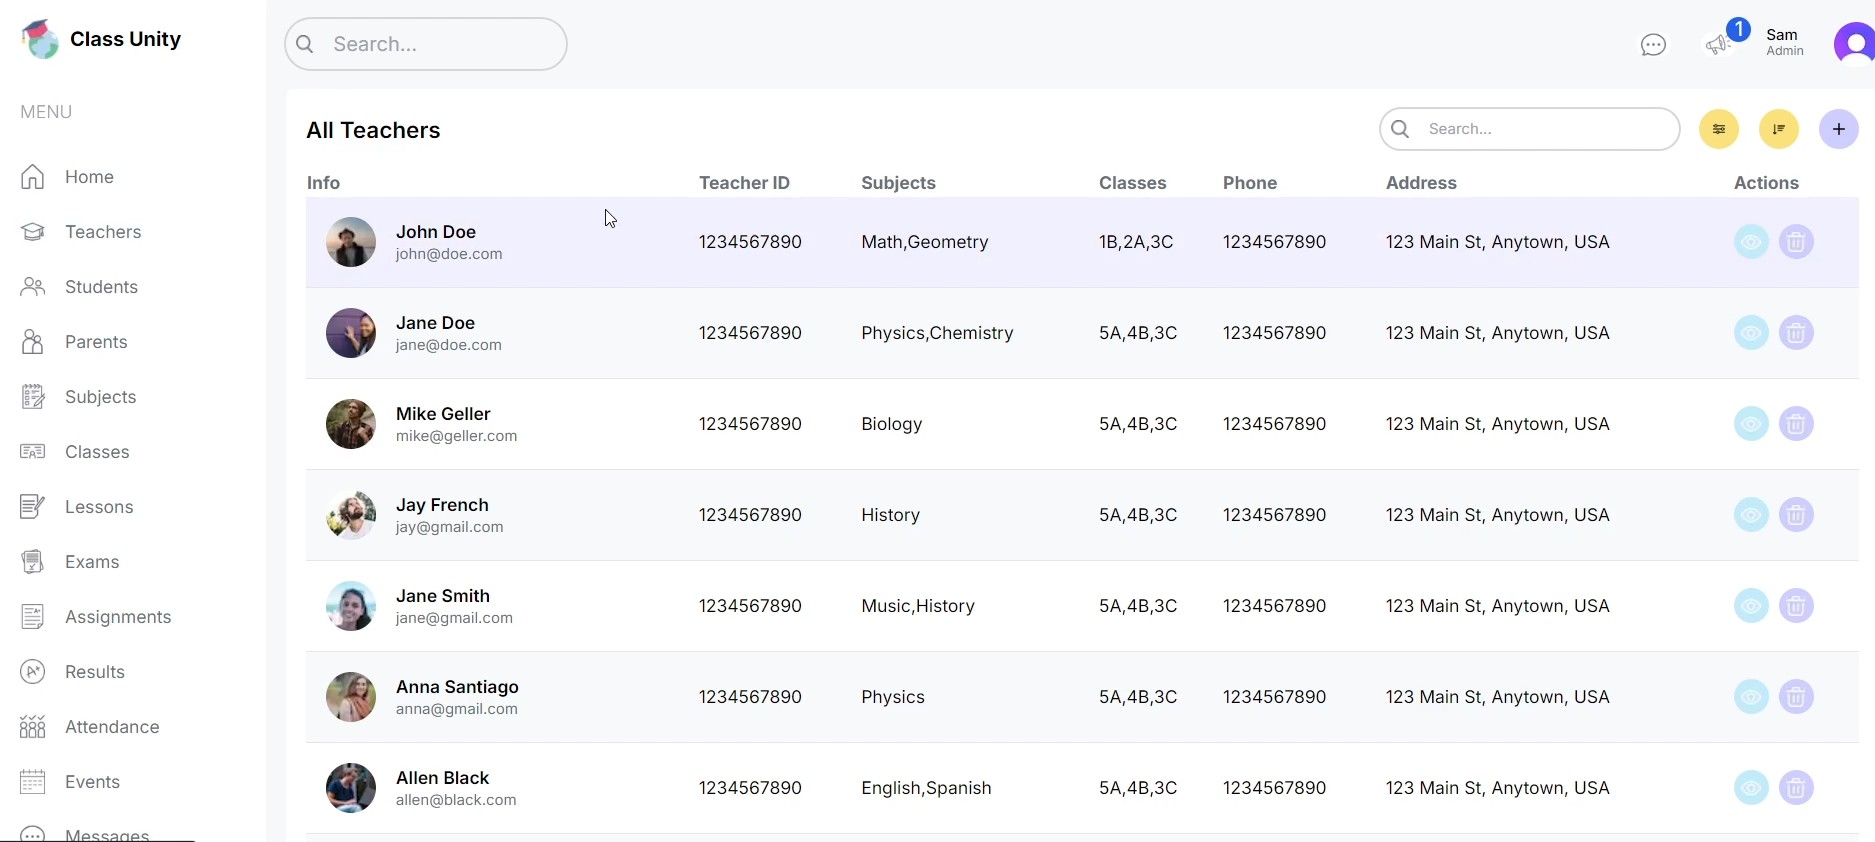 Class Unity
Search...
1
Sam
Admin
MENU
Home
Teachers
Students
Parents
Subjects
Classes
Lessons
Exams
Assignments
Results
Attendance
Events
Messages
All Teachers
Search...
Info Teacher ID Subjects Classes Phone Address Actions
John Doe
john@doe.com
1234567890 Math,Geometry 1B,2A,3C 1234567890 123 Main St, Anytown, USA
Jane Doe
jane@doe.com
1234567890 Physics,Chemistry 5A,4B,3C 1234567890 123 Main St, Anytown, USA
Mike Geller
mike@geller.com
1234567890 Biology 5A,4B,3C 1234567890 123 Main St, Anytown, USA
Jay French
jay@gmail.com
1234567890 History 5A,4B,3C 1234567890 123 Main St, Anytown, USA
Jane Smith
jane@gmail.com
1234567890 Music,History 5A,4B,3C 1234567890 123 Main St, Anytown, USA
Anna Santiago
anna@gmail.com
1234567890 Physics 5A,4B,3C 1234567890 123 Main St, Anytown, USA
Allen Black
allen@black.com
1234567890 English,Spanish 5A,4B,3C 1234567890 123 Main St, Anytown, USA